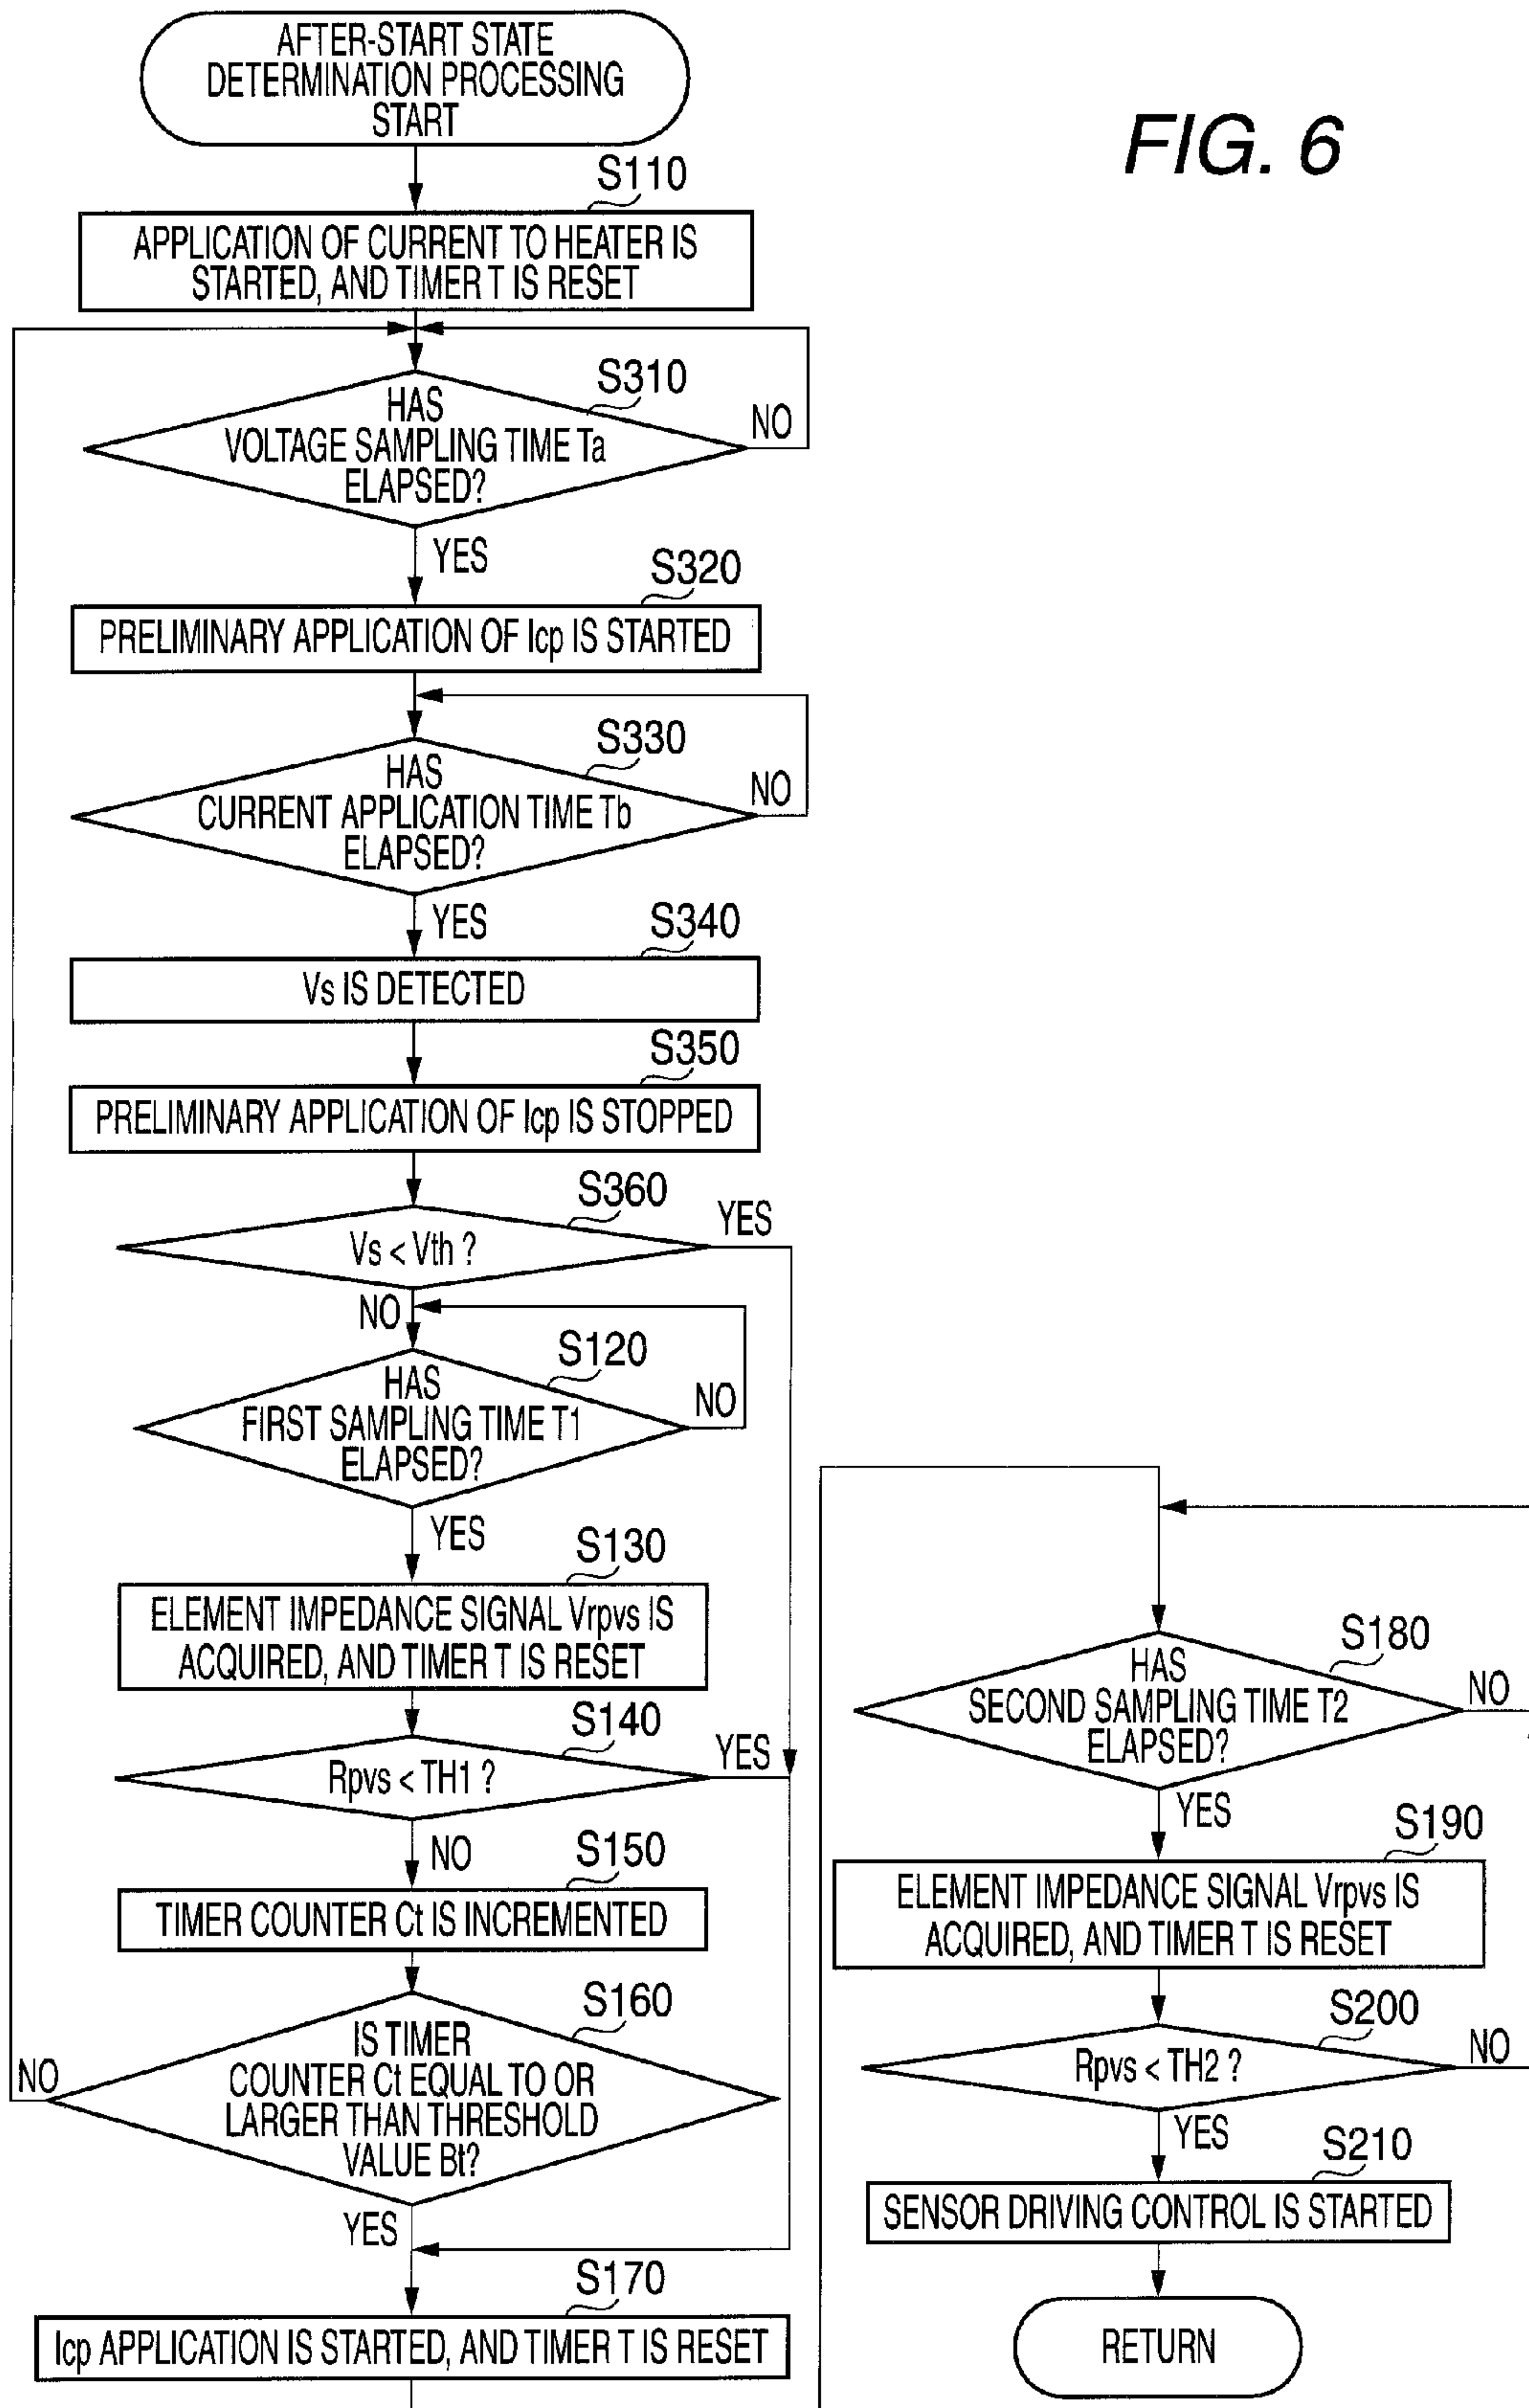 FIG. 6
AFTER-START STATE
DETERMINATION PROCESSING
START
S110
APPLICATION OF CURRENT TO HEATER IS
STARTED, AND TIMER T IS RESET
S310
HAS
VOLTAGE SAMPLING TIME Ta
ELAPSED?
NO
YES
S320
PRELIMINARY APPLICATION OF Icp IS STARTED
S330
HAS
CURRENT APPLICATION TIME Tb
ELAPSED?
NO
YES
S340
Vs IS DETECTED
S350
PRELIMINARY APPLICATION OF Icp IS STOPPED
S360
Vs < Vth ?
YES
NO
S120
HAS
FIRST SAMPLING TIME T1
ELAPSED?
NO
YES
S130
ELEMENT IMPEDANCE SIGNAL Vrpvs IS
ACQUIRED, AND TIMER T IS RESET
S140
Rpvs < TH1 ?
YES
NO
S150
TIMER COUNTER Ct IS INCREMENTED
S160
IS TIMER
COUNTER Ct EQUAL TO OR
LARGER THAN THRESHOLD
VALUE Bt?
NO
YES
S170
Icp APPLICATION IS STARTED, AND TIMER T IS RESET
S180
HAS
SECOND SAMPLING TIME T2
ELAPSED?
NO
YES
S190
ELEMENT IMPEDANCE SIGNAL Vrpvs IS
ACQUIRED, AND TIMER T IS RESET
S200
Rpvs < TH2 ?
NO
YES
S210
SENSOR DRIVING CONTROL IS STARTED
RETURN